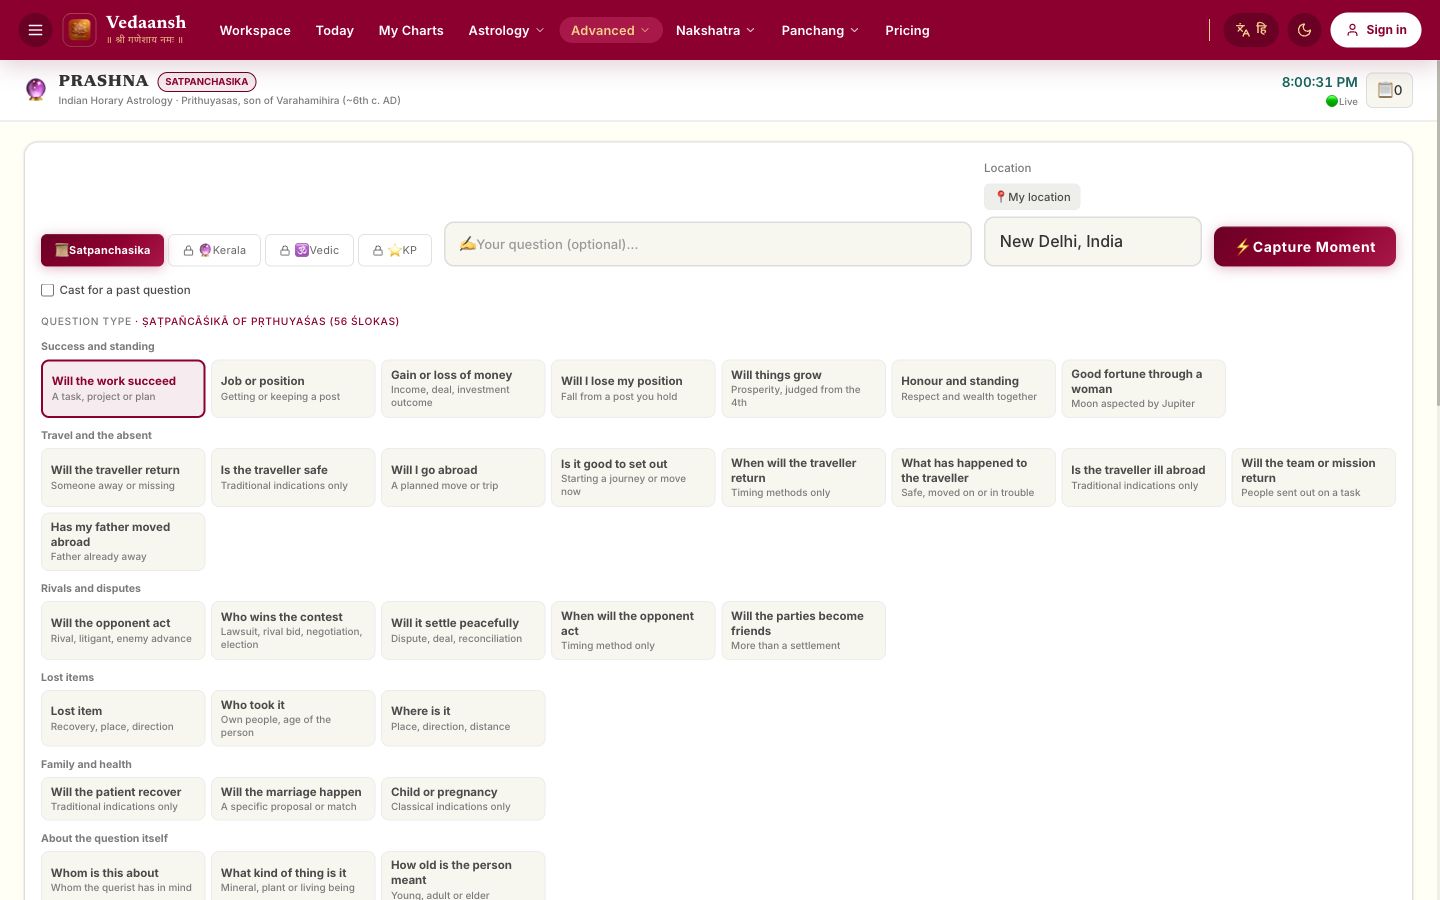 Vedaansh
॥ श्री गणेशाय नमः ॥
Workspace
Today
My Charts
Astrology
Advanced
Nakshatra
Panchang
Pricing
हि
Sign in
PRASHNA
SATPANCHASIKA
Indian Horary Astrology · Prithuyasas, son of Varahamihira (~6th c. AD)
8:00:31 PM
Live
0
Location
My location
Satpanchasika
Kerala
Vedic
KP
Your question (optional)...
New Delhi, India
Capture Moment
Cast for a past question
QUESTION TYPE · ṢAṬPAÑCĀŚIKĀ OF PṚTHUYAŚAS (56 ŚLOKAS)
Success and standing
Will the work succeed
A task, project or plan
Job or position
Getting or keeping a post
Gain or loss of money
Income, deal, investment
outcome
Will I lose my position
Fall from a post you hold
Will things grow
Prosperity, judged from the
4th
Honour and standing
Respect and wealth together
Good fortune through a
woman
Moon aspected by Jupiter
Travel and the absent
Will the traveller return
Someone away or missing
Is the traveller safe
Traditional indications only
Will I go abroad
A planned move or trip
Is it good to set out
Starting a journey or move
now
When will the traveller
return
Timing methods only
What has happened to
the traveller
Safe, moved on or in trouble
Is the traveller ill abroad
Traditional indications only
Will the team or mission
return
People sent out on a task
Has my father moved
abroad
Father already away
Rivals and disputes
Will the opponent act
Rival, litigant, enemy advance
Who wins the contest
Lawsuit, rival bid, negotiation,
election
Will it settle peacefully
Dispute, deal, reconciliation
When will the opponent
act
Timing method only
Will the parties become
friends
More than a settlement
Lost items
Lost item
Recovery, place, direction
Who took it
Own people, age of the
person
Where is it
Place, direction, distance
Family and health
Will the patient recover
Traditional indications only
Will the marriage happen
A specific proposal or match
Child or pregnancy
Classical indications only
About the question itself
Whom is this about
Whom the querist has in mind
What kind of thing is it
Mineral, plant or living being
How old is the person
meant
Young, adult or elder